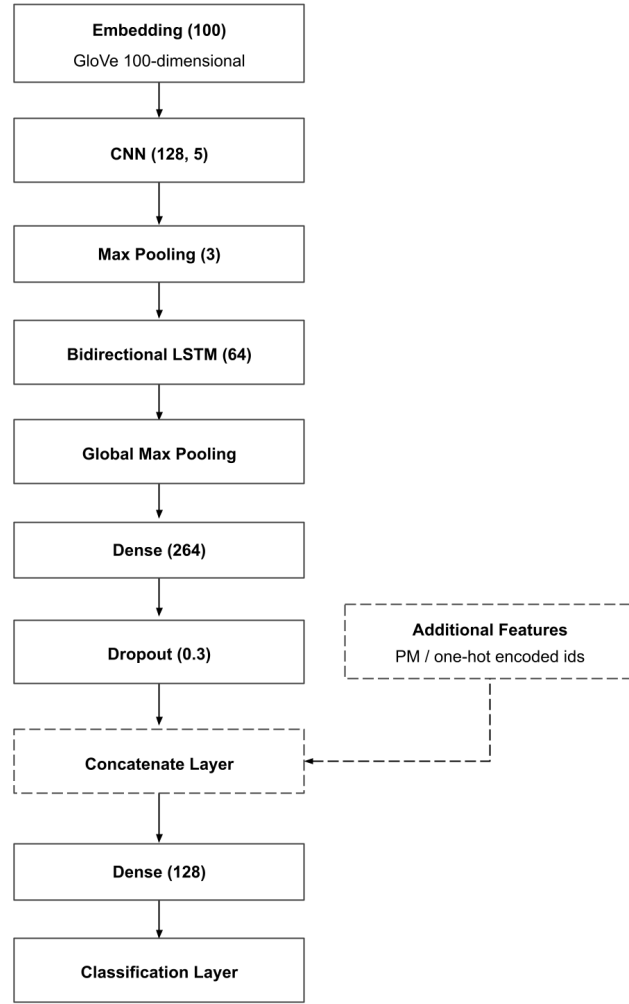 Embedding (100)
GloVe 100-dimensional
CNN (128, 5)
Max Pooling (3)
Bidirectional LSTM (64)
Global Max Pooling
Dense (264)
Dropout (0.3)
Additional Features
PM / one-hot encoded ids
Concatenate Layer
Dense (128)
Classification Layer